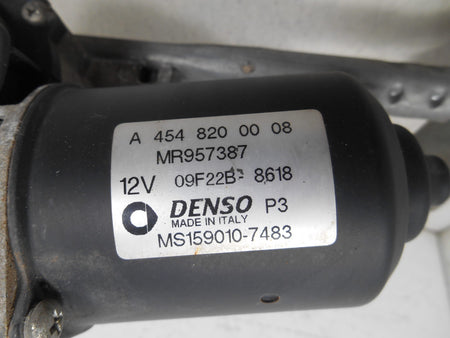 A 454 820 00 08
MR957387
12V 09F22B- 8618
DENSO P3
MADE IN ITALY
MS159010-7483